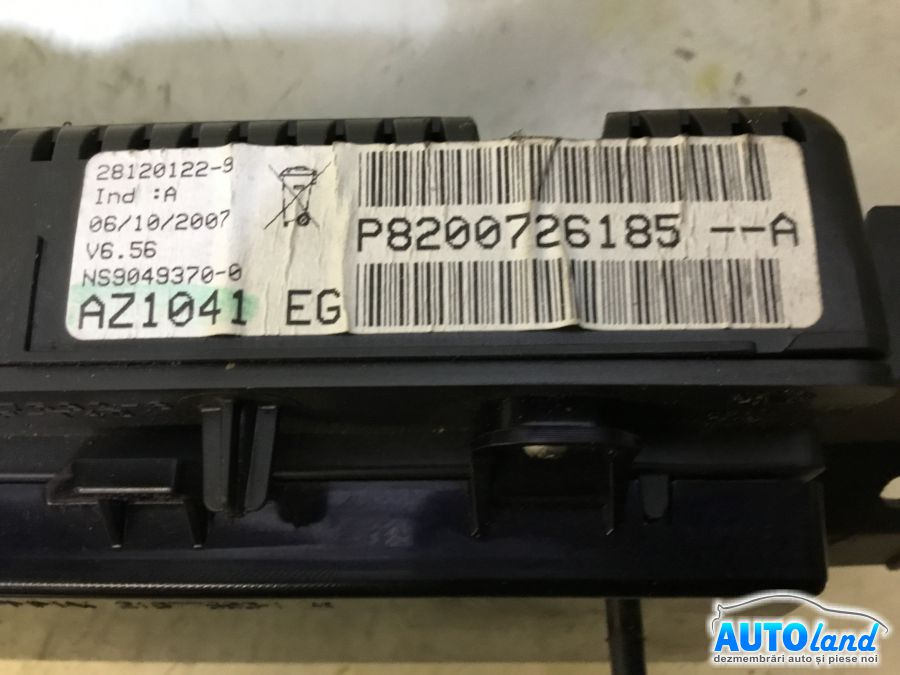 28120122-9
Ind :A
06/10/2007
V6.56
NS9049370-0
AZ1041 EG
P8200726185 --A
AUTOland
dezmembrări auto și piese noi